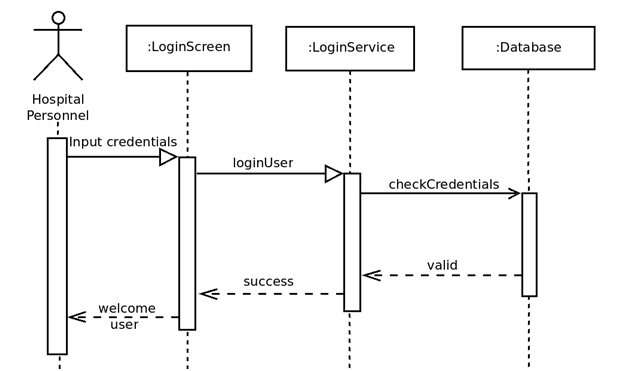 :LoginScreen
:LoginService
:Database
Hospital
Personnel
Input credentials
loginUser
checkCredentials
valid
success
welcome
user